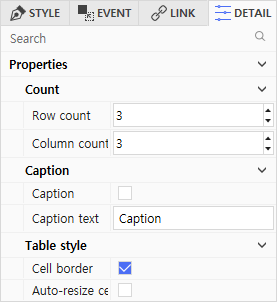 STYLE EVENT LINK DETAIL
Search
Properties
Count
Row count 3
Column count 3
Caption
Caption
Caption text Caption
Table style
Cell border
Auto-resize ce